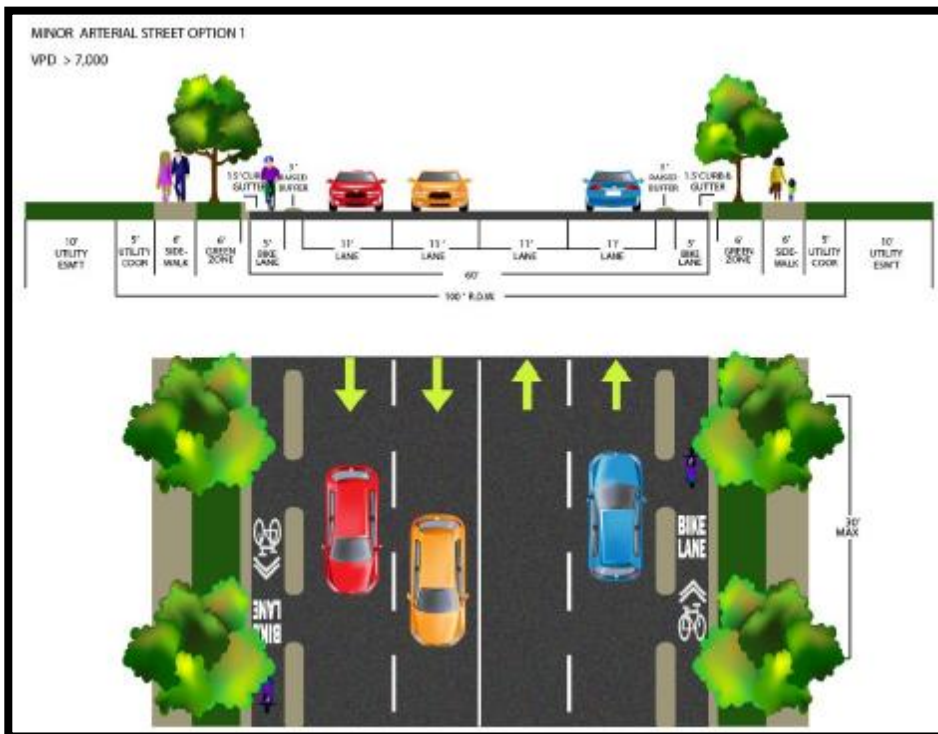 MINOR ARTERIAL STREET OPTION 1
VPD > 7,000
1.5' CURB &
GUTTER
3'
RAISED
BUFFER
3'
RAISED
BUFFER
1.5' CURB &
GUTTER
10'
UTILITY
ESM'T
5'
UTILITY
COOR
6'
SIDE-
WALK
6'
GREEN
ZONE
5'
BIKE
LANE
11'
LANE
11'
LANE
11'
LANE
11'
LANE
5'
BIKE
LANE
6'
GREEN
ZONE
6'
SIDE-
WALK
5'
UTILITY
COOR
10'
UTILITY
ESM'T
60'
100' R.O.W.
BIKE
LANE
BIKE
LANE
30'
MAX